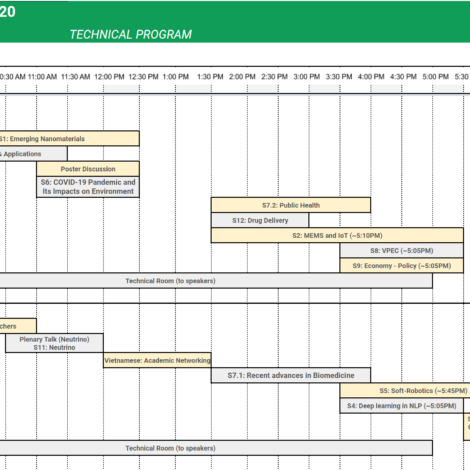 20
TECHNICAL PROGRAM
0:30 AM 11:00 AM 11:30 AM 12:00 PM 12:30 PM 1:00 PM 1:30 PM 2:00 PM 2:30 PM 3:00 PM 3:30 PM 4:00 PM 4:30 PM 5:00 PM 5:30
S1: Emerging Nanomaterials
& Applications
Poster Discussion
S6: COVID-19 Pandemic and
Its Impacts on Environment
S7.2: Public Health
S12: Drug Delivery
S2: MEMS and IoT (~5:10PM)
S8: VPEC (~5:05PM)
S9: Economy - Policy (~5:05PM)
Technical Room (to speakers)
chers
Plenary Talk (Neutrino)
S11: Neutrino
Vietnamese: Academic Networking
S7.1: Recent advances in Biomedicine
S5: Soft-Robotics (~5:45PM)
S4: Deep learning in NLP (~5:05PM)
Technical Room (to speakers)